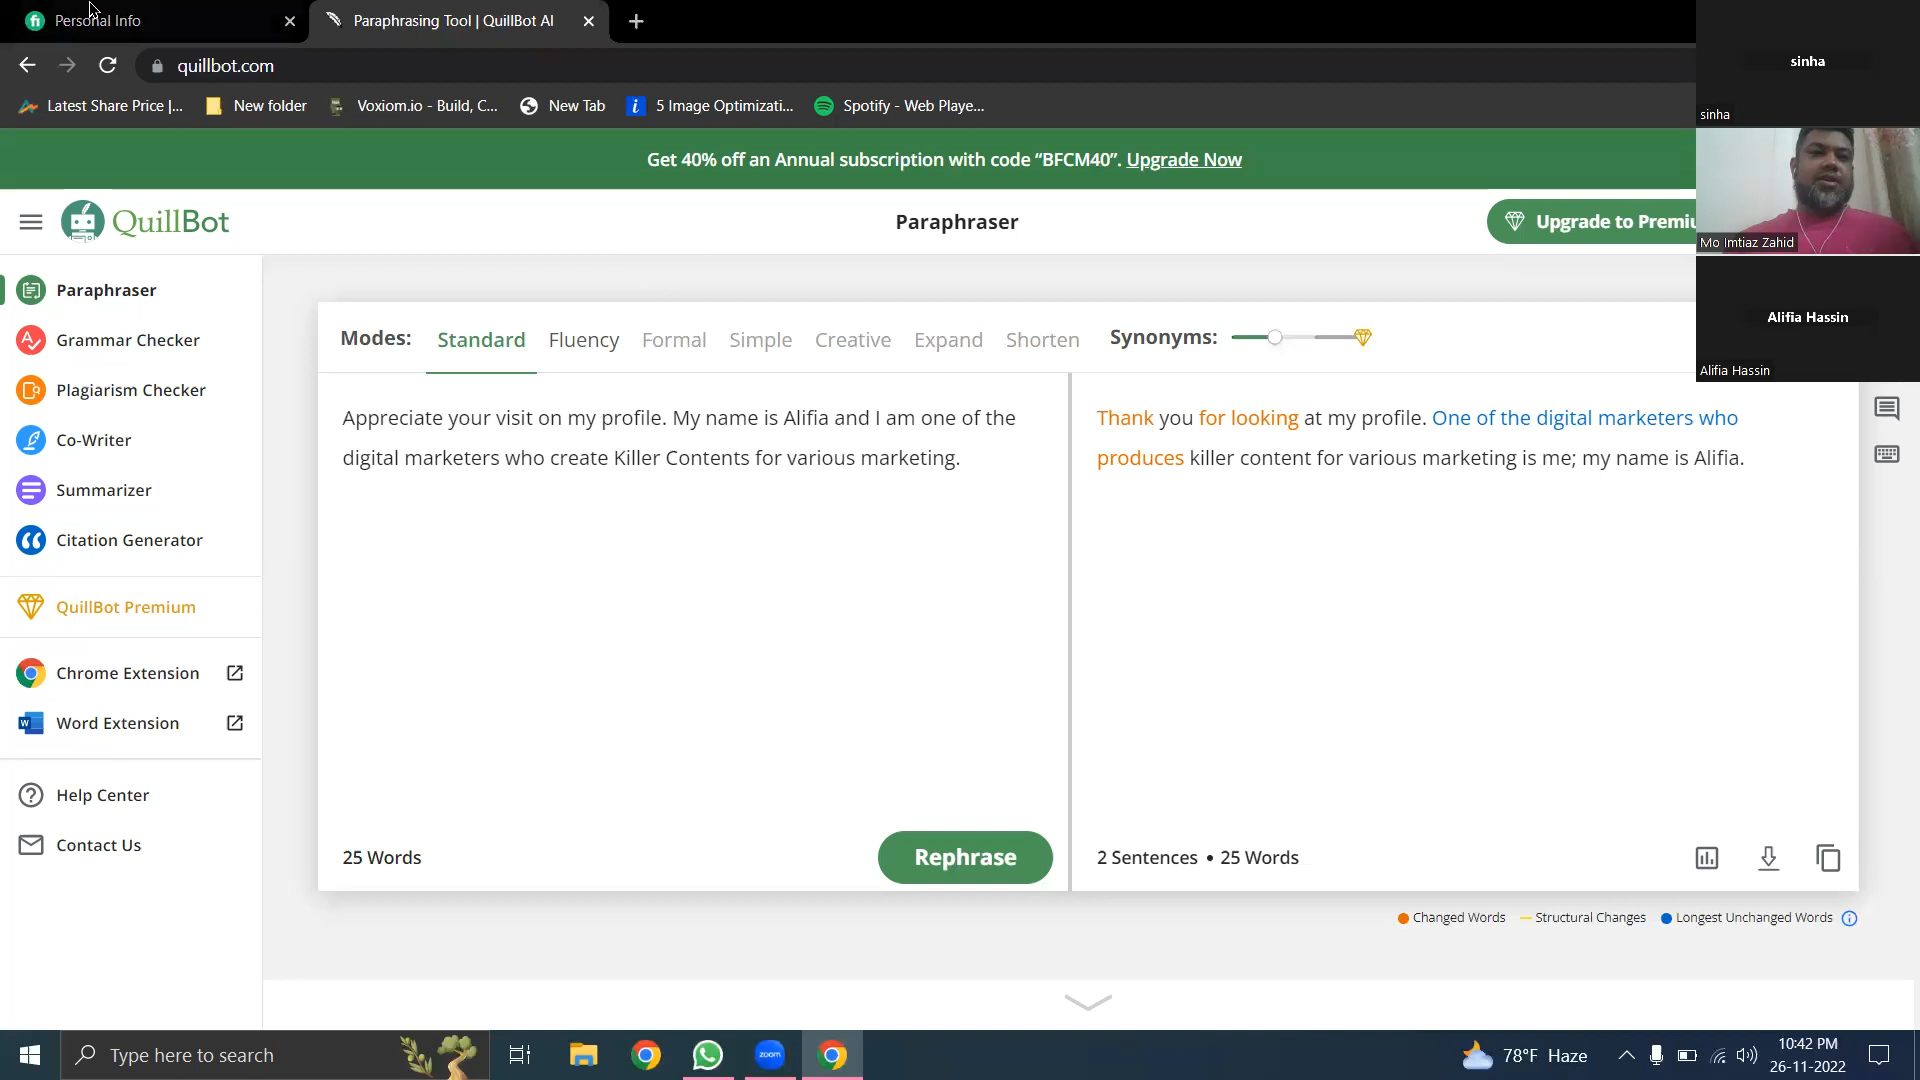 Personal Info
Paraphrasing Tool | QuillBot AI
quillbot.com
Latest Share Price |...
New folder
Voxiom.io - Build, C...
New Tab
5 Image Optimizati...
Spotify - Web Playe...
sinha
sinha
Get 40% off an Annual subscription with code “BFCM40”. Upgrade Now
QuillBot
Paraphraser
Upgrade to Premiu
Mo Imtiaz Zahid
Alifia Hassin
Alifia Hassin
Paraphraser
Grammar Checker
Plagiarism Checker
Co-Writer
Summarizer
Citation Generator
QuillBot Premium
Chrome Extension
Word Extension
Help Center
Contact Us
Modes: Standard Fluency Formal Simple Creative Expand Shorten Synonyms:
Appreciate your visit on my profile. My name is Alifia and I am one of the
digital marketers who create Killer Contents for various marketing.
25 Words
Rephrase
Thank you for looking at my profile. One of the digital marketers who
produces killer content for various marketing is me; my name is Alifia.
2 Sentences • 25 Words
Changed Words
Structural Changes
Longest Unchanged Words
Type here to search
zoom
78°F Haze
10:42 PM
26-11-2022